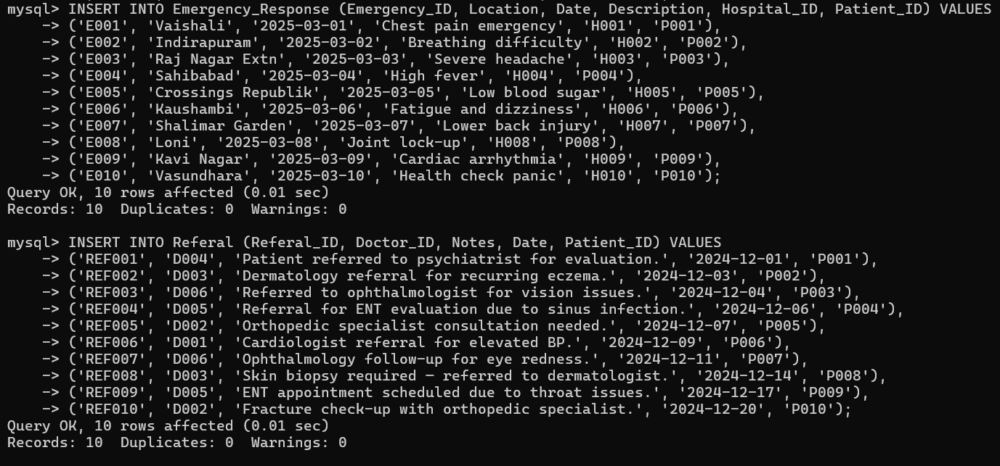 mysql> INSERT INTO Emergency_Response (Emergency_ID, Location, Date, Description, Hospital_ID, Patient_ID) VALUES
    -> ('E001', 'Vaishali', '2025-03-01', 'Chest pain emergency', 'H001', 'P001'),
    -> ('E002', 'Indirapuram', '2025-03-02', 'Breathing difficulty', 'H002', 'P002'),
    -> ('E003', 'Raj Nagar Extn', '2025-03-03', 'Severe headache', 'H003', 'P003'),
    -> ('E004', 'Sahibabad', '2025-03-04', 'High fever', 'H004', 'P004'),
    -> ('E005', 'Crossings Republik', '2025-03-05', 'Low blood sugar', 'H005', 'P005'),
    -> ('E006', 'Kaushambi', '2025-03-06', 'Fatigue and dizziness', 'H006', 'P006'),
    -> ('E007', 'Shalimar Garden', '2025-03-07', 'Lower back injury', 'H007', 'P007'),
    -> ('E008', 'Loni', '2025-03-08', 'Joint lock-up', 'H008', 'P008'),
    -> ('E009', 'Kavi Nagar', '2025-03-09', 'Cardiac arrhythmia', 'H009', 'P009'),
    -> ('E010', 'Vasundhara', '2025-03-10', 'Health check panic', 'H010', 'P010');
Query OK, 10 rows affected (0.01 sec)
Records: 10  Duplicates: 0  Warnings: 0

mysql> INSERT INTO Referal (Referal_ID, Doctor_ID, Notes, Date, Patient_ID) VALUES
    -> ('REF001', 'D004', 'Patient referred to psychiatrist for evaluation.', '2024-12-01', 'P001'),
    -> ('REF002', 'D003', 'Dermatology referral for recurring eczema.', '2024-12-03', 'P002'),
    -> ('REF003', 'D006', 'Referred to ophthalmologist for vision issues.', '2024-12-04', 'P003'),
    -> ('REF004', 'D005', 'Referral for ENT evaluation due to sinus infection.', '2024-12-06', 'P004'),
    -> ('REF005', 'D002', 'Orthopedic specialist consultation needed.', '2024-12-07', 'P005'),
    -> ('REF006', 'D001', 'Cardiologist referral for elevated BP.', '2024-12-09', 'P006'),
    -> ('REF007', 'D006', 'Ophthalmology follow-up for eye redness.', '2024-12-11', 'P007'),
    -> ('REF008', 'D003', 'Skin biopsy required – referred to dermatologist.', '2024-12-14', 'P008'),
    -> ('REF009', 'D005', 'ENT appointment scheduled due to throat issues.', '2024-12-17', 'P009'),
    -> ('REF010', 'D002', 'Fracture check-up with orthopedic specialist.', '2024-12-20', 'P010');
Query OK, 10 rows affected (0.01 sec)
Records: 10  Duplicates: 0  Warnings: 0